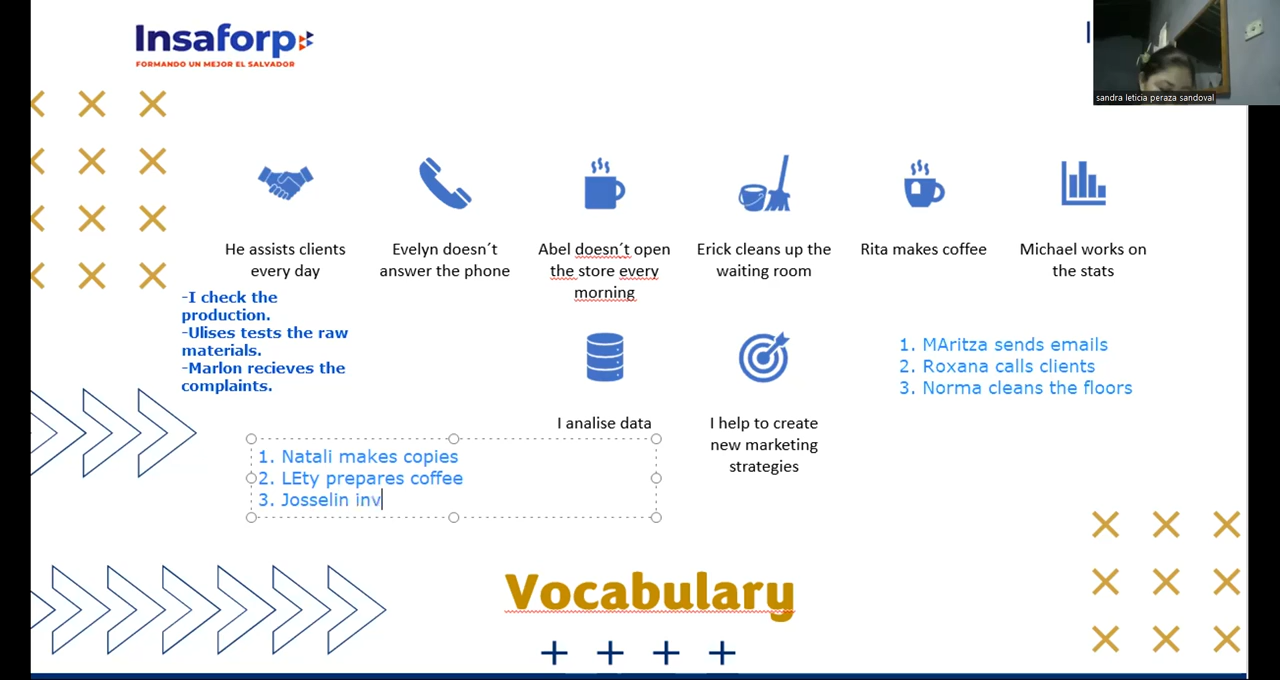 Insaforp
FORMANDO UN MEJOR EL SALVADOR
sandra leticia peraza sandoval
He assists clients
every day
Evelyn doesn´t
answer the phone
Abel doesn´t open
the store every
morning
Erick cleans up the
waiting room
Rita makes coffee
Michael works on
the stats
-I check the
production.
-Ulises tests the raw
materials.
-Marlon recieves the
complaints.
I analise data
I help to create
new marketing
strategies
1. MAritza sends emails
2. Roxana calls clients
3. Norma cleans the floors
1. Natali makes copies
2. LEty prepares coffee
3. Josselin inv
Vocabulary